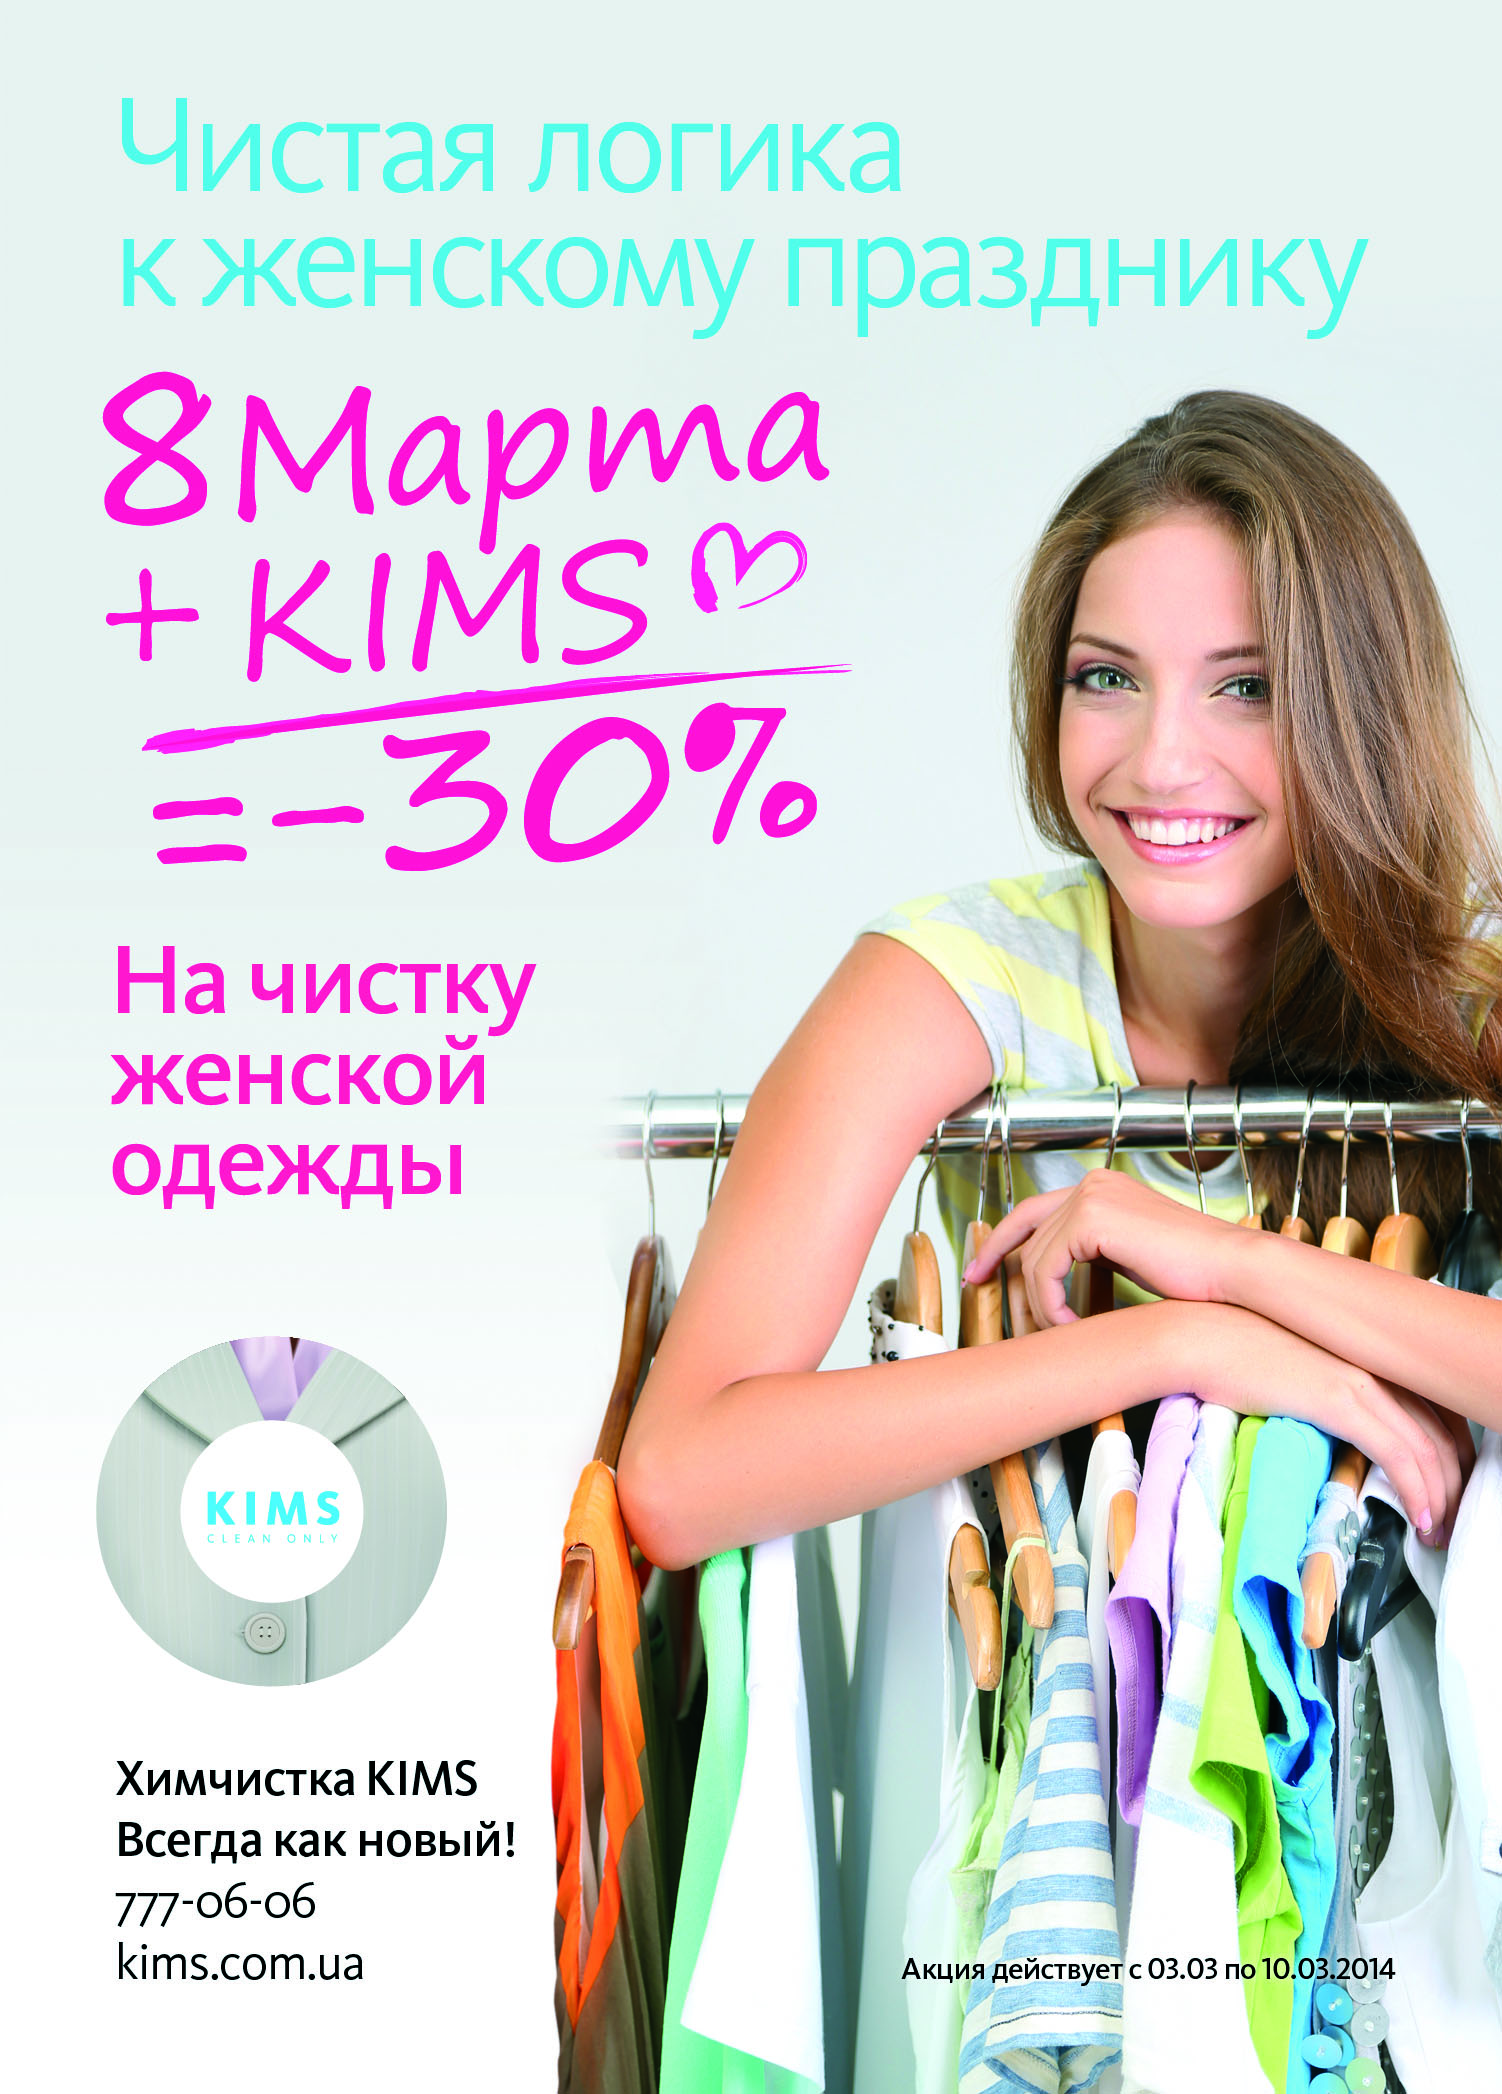 Чистая логика
к женскому празднику
8 Марта
+ KIMS
= -30%
На чистку
женской
одежды
KIMS
CLEAN ONLY
Химчистка KIMS
Всегда как новый!
777-06-06
kims.com.ua
Акция действует с 03.03 по 10.03.2014